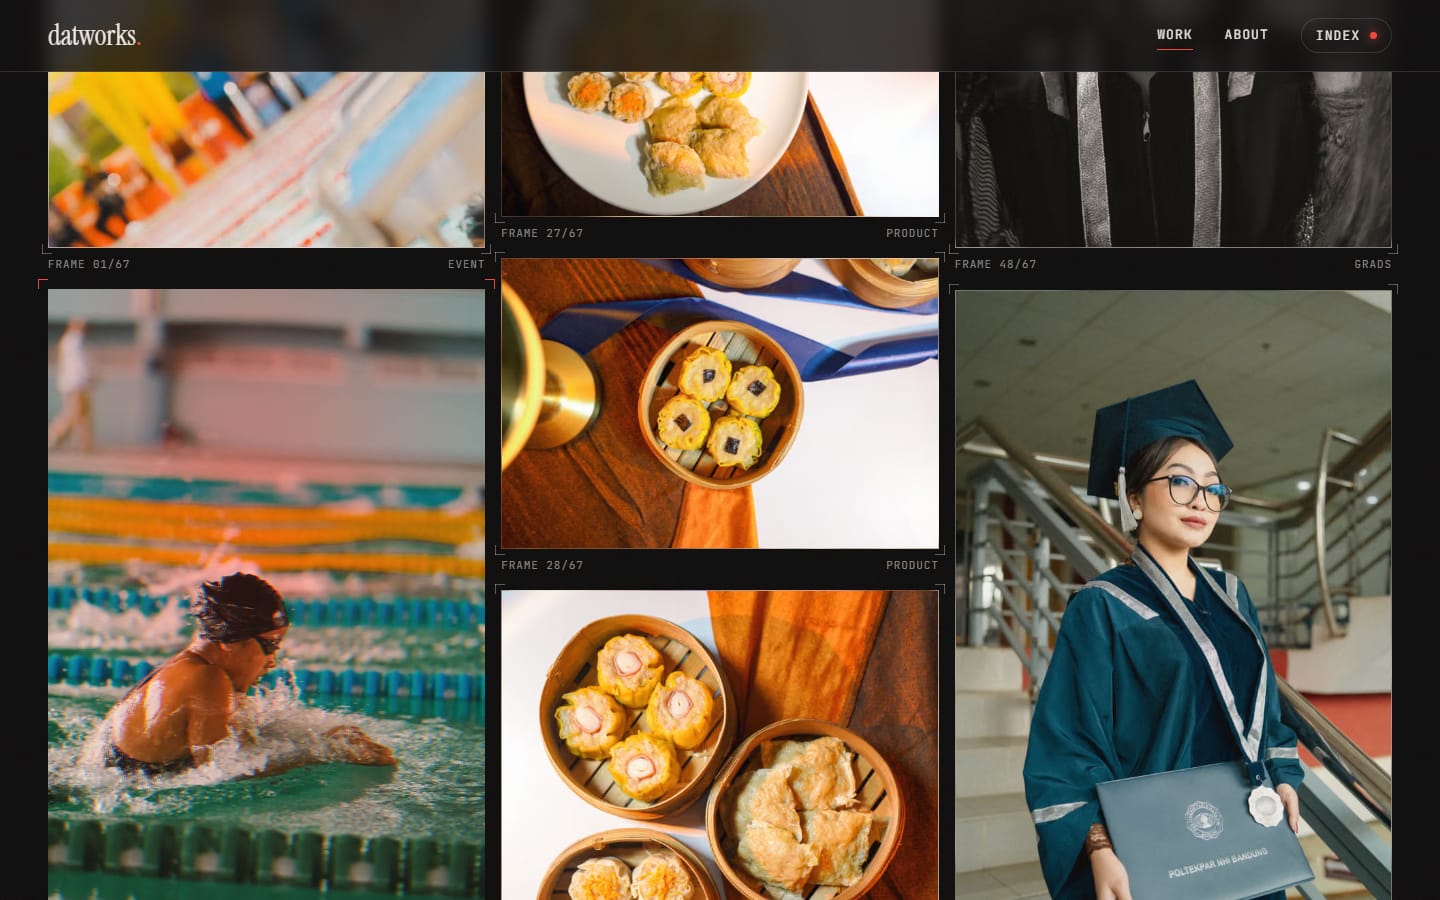 datworks.
WORK
ABOUT
INDEX
FRAME 27/67
PRODUCT
FRAME 01/67
EVENT
FRAME 48/67
GRADS
FRAME 28/67
PRODUCT
POLTEKPAR NHI BANDUNG